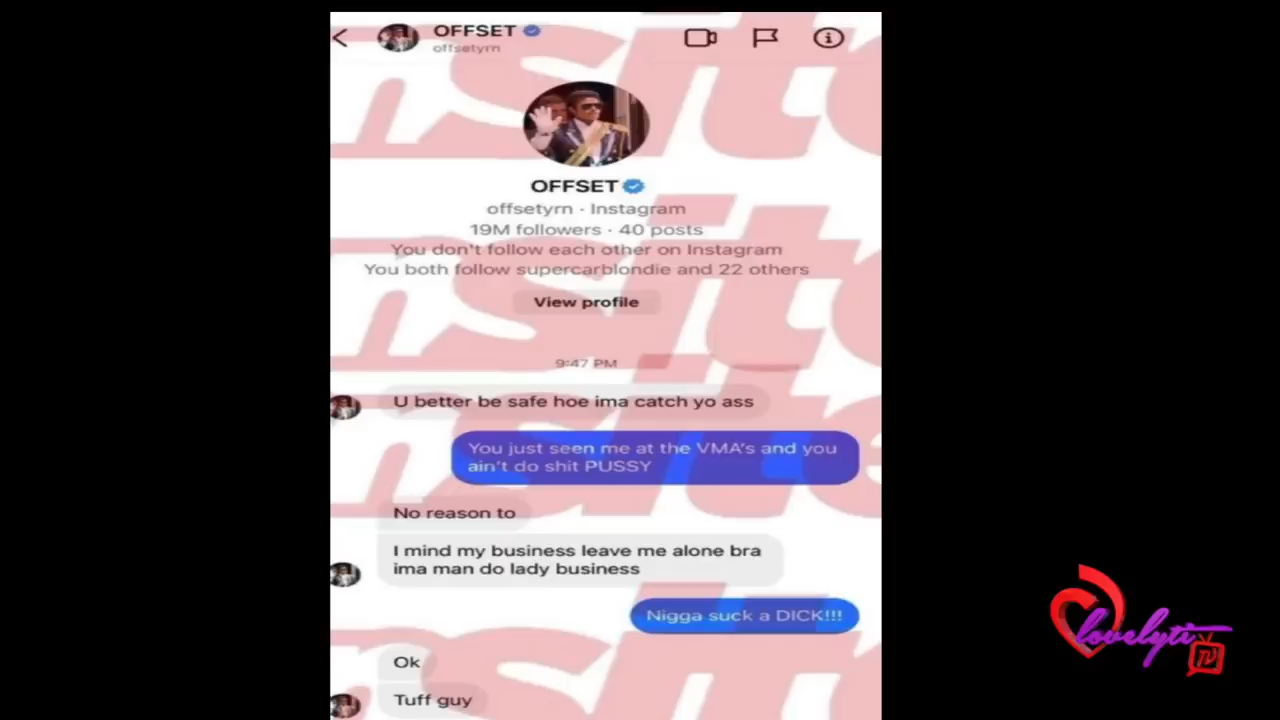 OFFSET
offsetyrn
OFFSET
offsetyrn · Instagram
19M followers · 40 posts
You don't follow each other on Instagram
You both follow supercarblondie and 22 others
View profile
9:47 PM
U better be safe hoe ima catch yo ass
You just seen me at the VMA's and you
ain't do shit PUSSY
No reason to
I mind my business leave me alone bra
ima man do lady business
Nigga suck a DICK!!!
Ok
Tuff guy
lovelyti
TV